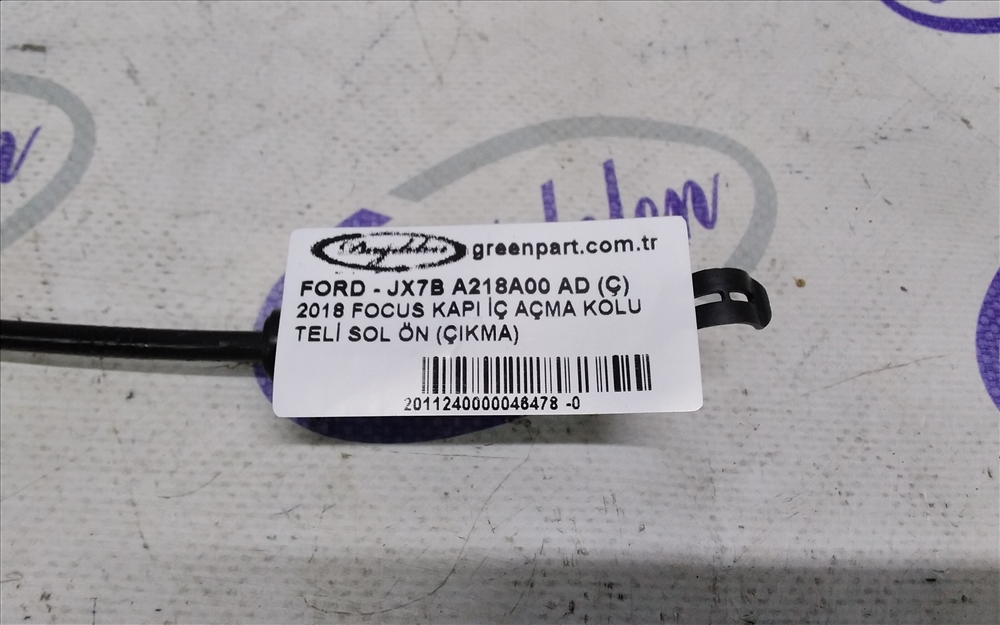 greenpart.com.tr
FORD - JX7B A218A00 AD (Ç)
2018 FOCUS KAPI İÇ AÇMA KOLU
TELİ SOL ÖN (ÇIKMA)
2011240000046478 -0